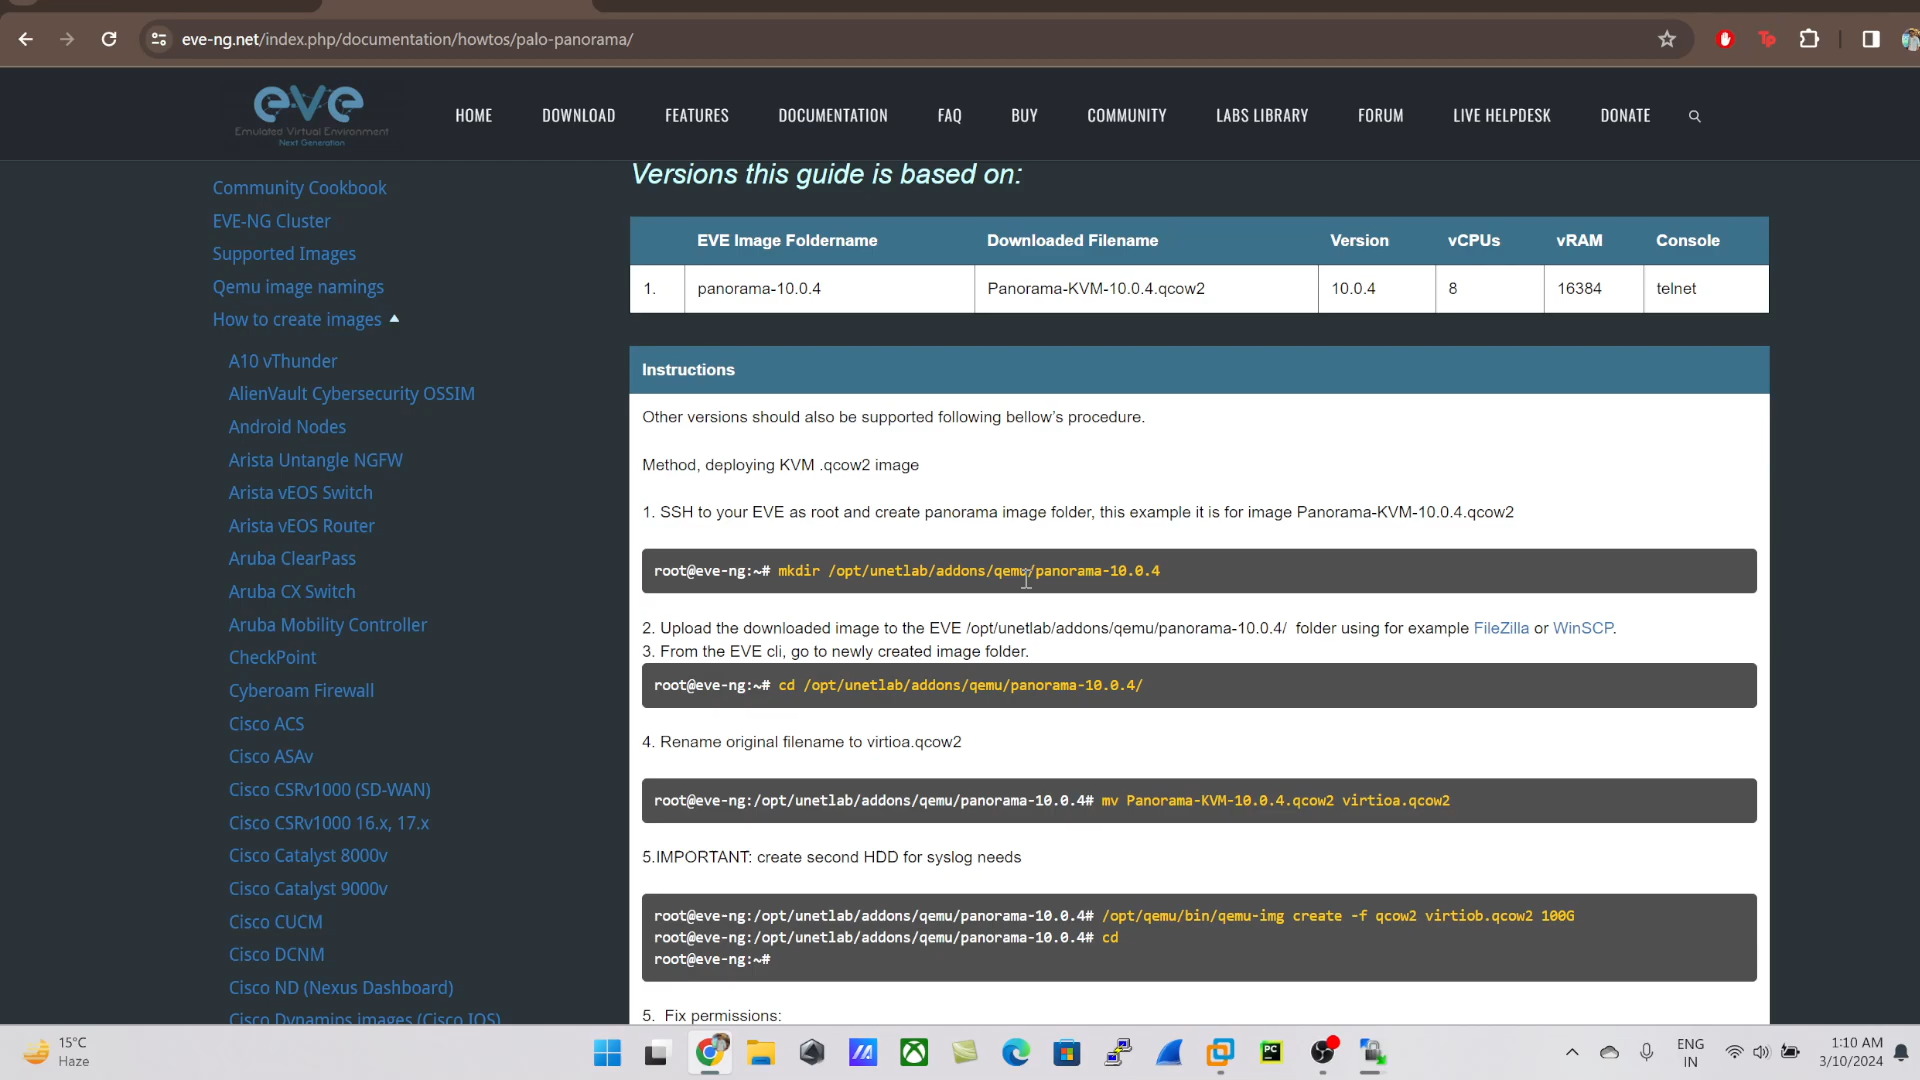 eve-ng.net/index.php/documentation/howtos/palo-panorama/
eve
Emulated Virtual Environment
Next Generation
HOME DOWNLOAD FEATURES DOCUMENTATION FAQ BUY COMMUNITY LABS LIBRARY FORUM LIVE HELPDESK DONATE
Community Cookbook
EVE-NG Cluster
Supported Images
Qemu image namings
How to create images
A10 vThunder
AlienVault Cybersecurity OSSIM
Android Nodes
Arista Untangle NGFW
Arista vEOS Switch
Arista vEOS Router
Aruba ClearPass
Aruba CX Switch
Aruba Mobility Controller
CheckPoint
Cyberoam Firewall
Cisco ACS
Cisco ASAv
Cisco CSRv1000 (SD-WAN)
Cisco CSRv1000 16.x, 17.x
Cisco Catalyst 8000v
Cisco Catalyst 9000v
Cisco CUCM
Cisco DCNM
Cisco ND (Nexus Dashboard)
Cisco Dynamips images (Cisco IOS)
Versions this guide is based on:
EVE Image Foldername Downloaded Filename Version vCPUs vRAM Console
1. panorama-10.0.4 Panorama-KVM-10.0.4.qcow2 10.0.4 8 16384 telnet
Instructions
Other versions should also be supported following bellow's procedure.
Method, deploying KVM .qcow2 image
1. SSH to your EVE as root and create panorama image folder, this example it is for image Panorama-KVM-10.0.4.qcow2
root@eve-ng:~# mkdir /opt/unetlab/addons/qemu/panorama-10.0.4
2. Upload the downloaded image to the EVE /opt/unetlab/addons/qemu/panorama-10.0.4/ folder using for example FileZilla or WinSCP.
3. From the EVE cli, go to newly created image folder.
root@eve-ng:~# cd /opt/unetlab/addons/qemu/panorama-10.0.4/
4. Rename original filename to virtioa.qcow2
root@eve-ng:/opt/unetlab/addons/qemu/panorama-10.0.4# mv Panorama-KVM-10.0.4.qcow2 virtioa.qcow2
5.IMPORTANT: create second HDD for syslog needs
root@eve-ng:/opt/unetlab/addons/qemu/panorama-10.0.4# /opt/qemu/bin/qemu-img create -f qcow2 virtiob.qcow2 100G
root@eve-ng:/opt/unetlab/addons/qemu/panorama-10.0.4# cd
root@eve-ng:~#
5. Fix permissions:
15°C
Haze
PC
ENG
IN
1:10 AM
3/10/2024